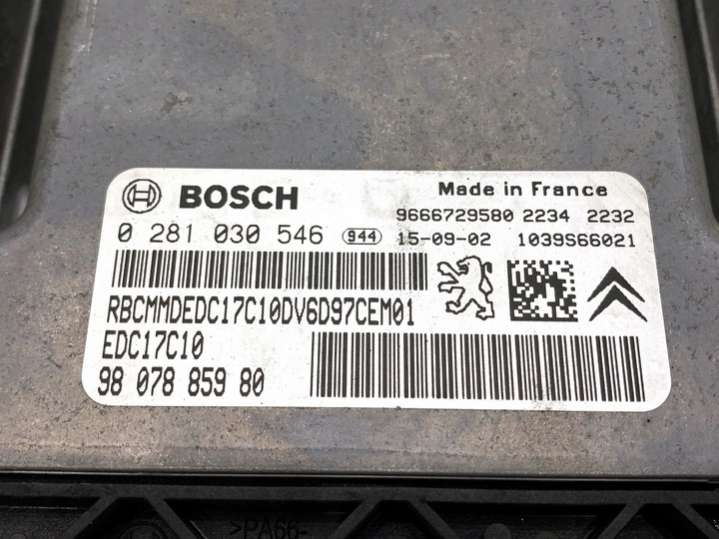 BOSCH
Made in France
9666729580 2234 2232
0 281 030 546 944 15-09-02 1039S66021
RBCMMDEDC17C10DV6D97CEM01
EDC17C10
98 078 859 80
>PA66-